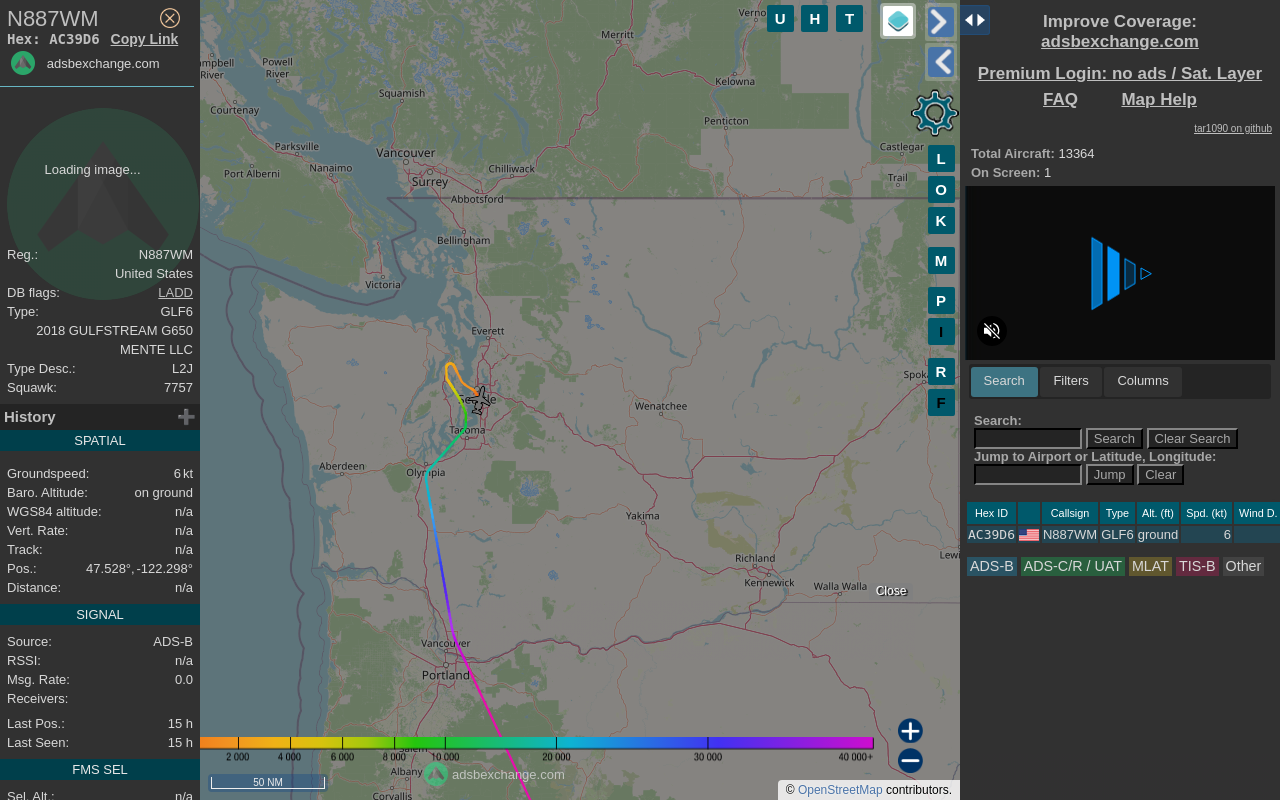 N887WM
Hex: AC39D6 Copy Link
adsbexchange.com
Loading image...
Reg.: N887WM
United States
DB flags: LADD
Type: GLF6
2018 GULFSTREAM G650
MENTE LLC
Type Desc.: L2J
Squawk: 7757
History
SPATIAL
Groundspeed: 6 kt
Baro. Altitude: on ground
WGS84 altitude: n/a
Vert. Rate: n/a
Track: n/a
Pos.: 47.528°, -122.298°
Distance: n/a
SIGNAL
Source: ADS-B
RSSI: n/a
Msg. Rate: 0.0
Receivers:
Last Pos.: 15 h
Last Seen: 15 h
FMS SEL
Sel. Alt.: n/a
U H T
Merritt
Powell
River
River
Squamish
Courtenay
Kelowna
Penticton
Parksville
Vancouver
Nanaimo
Port Alberni
Surrey
Chilliwack
Abbotsford
Castlegar
Trail
Bellingham
Victoria
Everett
Tacoma
Wenatchee
Aberdeen
Olympia
Yakima
Richland
Kennewick
Walla Walla
Vancouver
Portland
Albany
Corvallis
L
O
K
M
P
I
R
F
Close
2 000 4 000 6 000 8 000 10 000 20 000 30 000 40 000+
adsbexchange.com
50 NM
© OpenStreetMap contributors.
Improve Coverage:
adsbexchange.com
Premium Login: no ads / Sat. Layer
FAQ Map Help
tar1090 on github
Total Aircraft: 13364
On Screen: 1
Search Filters Columns
Search:
Search Clear Search
Jump to Airport or Latitude, Longitude:
Jump Clear
Hex ID Callsign Type Alt. (ft) Spd. (kt) Wind D.
AC39D6 N887WM GLF6 ground 6
ADS-B ADS-C/R / UAT MLAT TIS-B Other